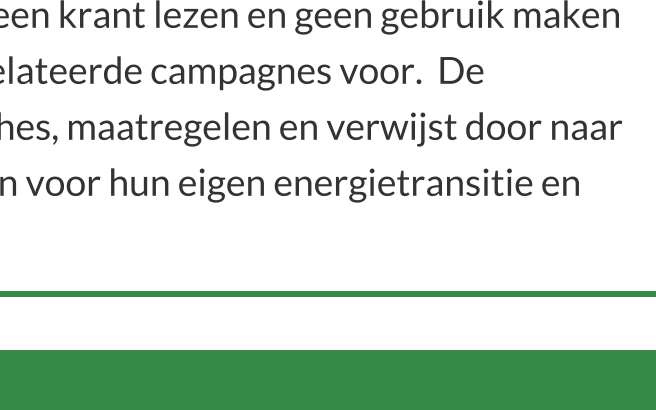 een krant lezen en geen gebruik maken
elateerde campagnes voor.  De
hes, maatregelen en verwijst door naar
n voor hun eigen energietransitie en